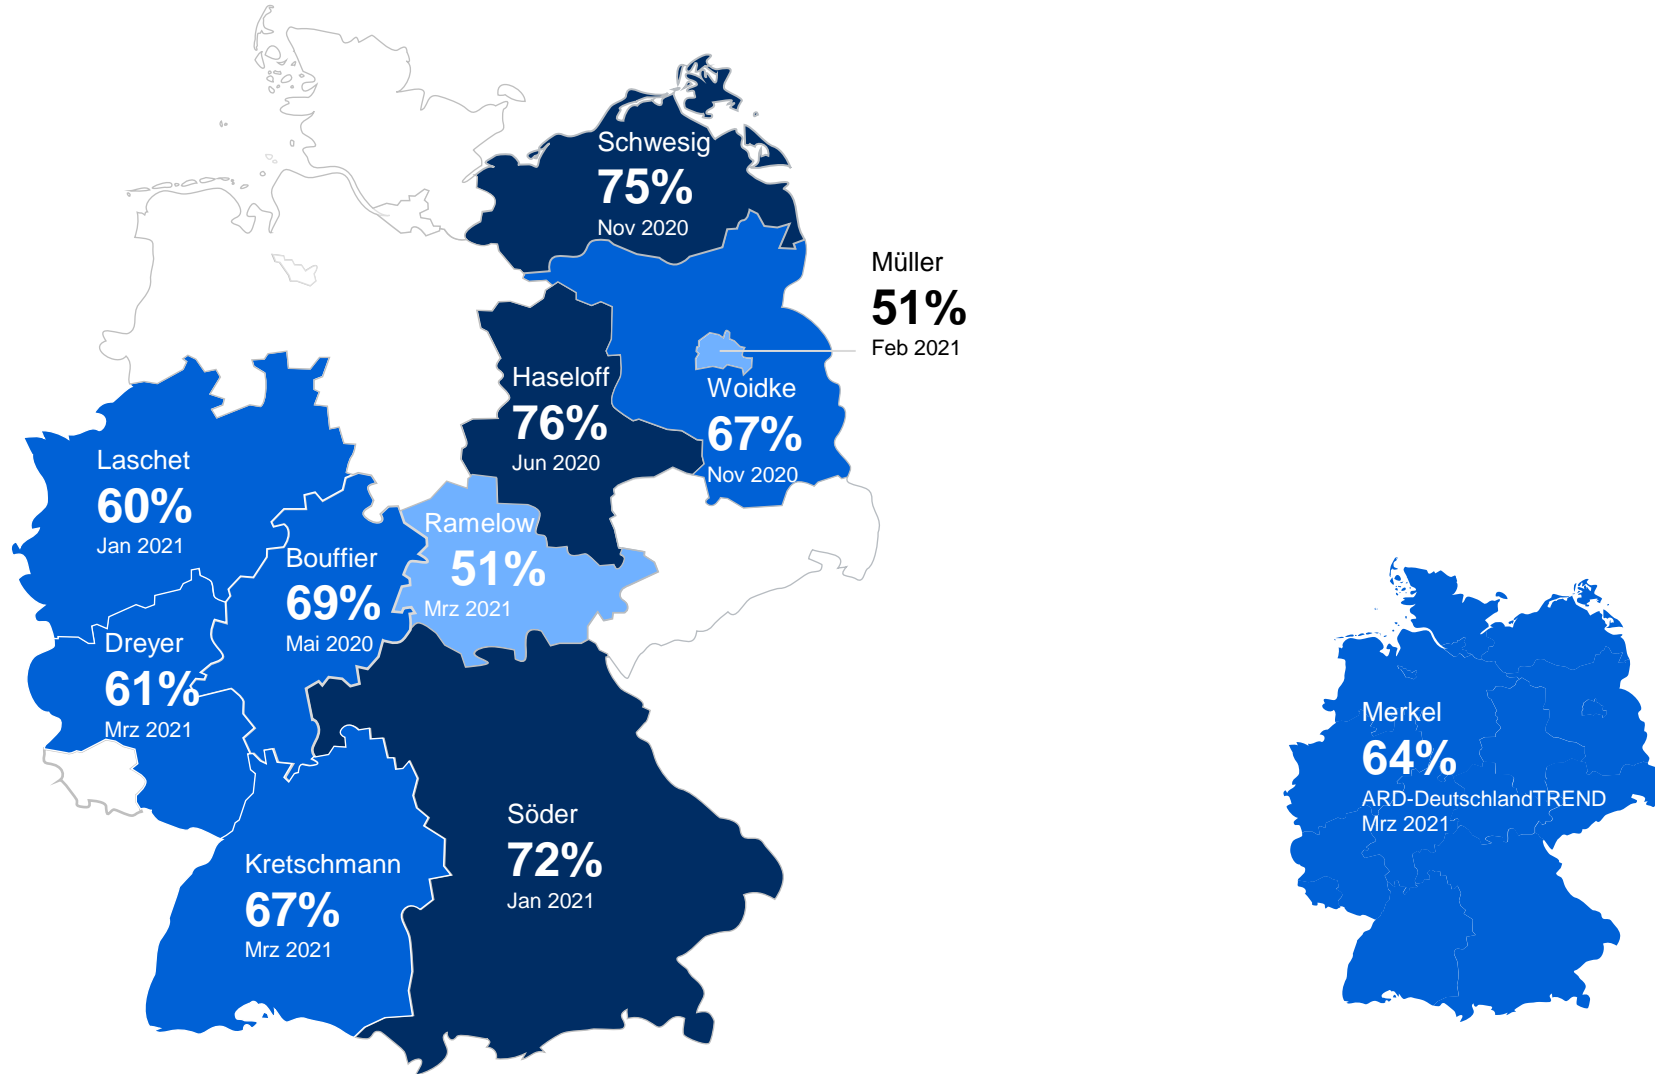 Schwesig
75%
Nov 2020
Müller
51%
Feb 2021
Haseloff
76%
Jun 2020
Woidke
67%
Nov 2020
Laschet
60%
Jan 2021
Ramelow
51%
Mrz 2021
Bouffier
69%
Mai 2020
Dreyer
61%
Mrz 2021
Söder
72%
Jan 2021
Kretschmann
67%
Mrz 2021
Merkel
64%
ARD-DeutschlandTREND
Mrz 2021